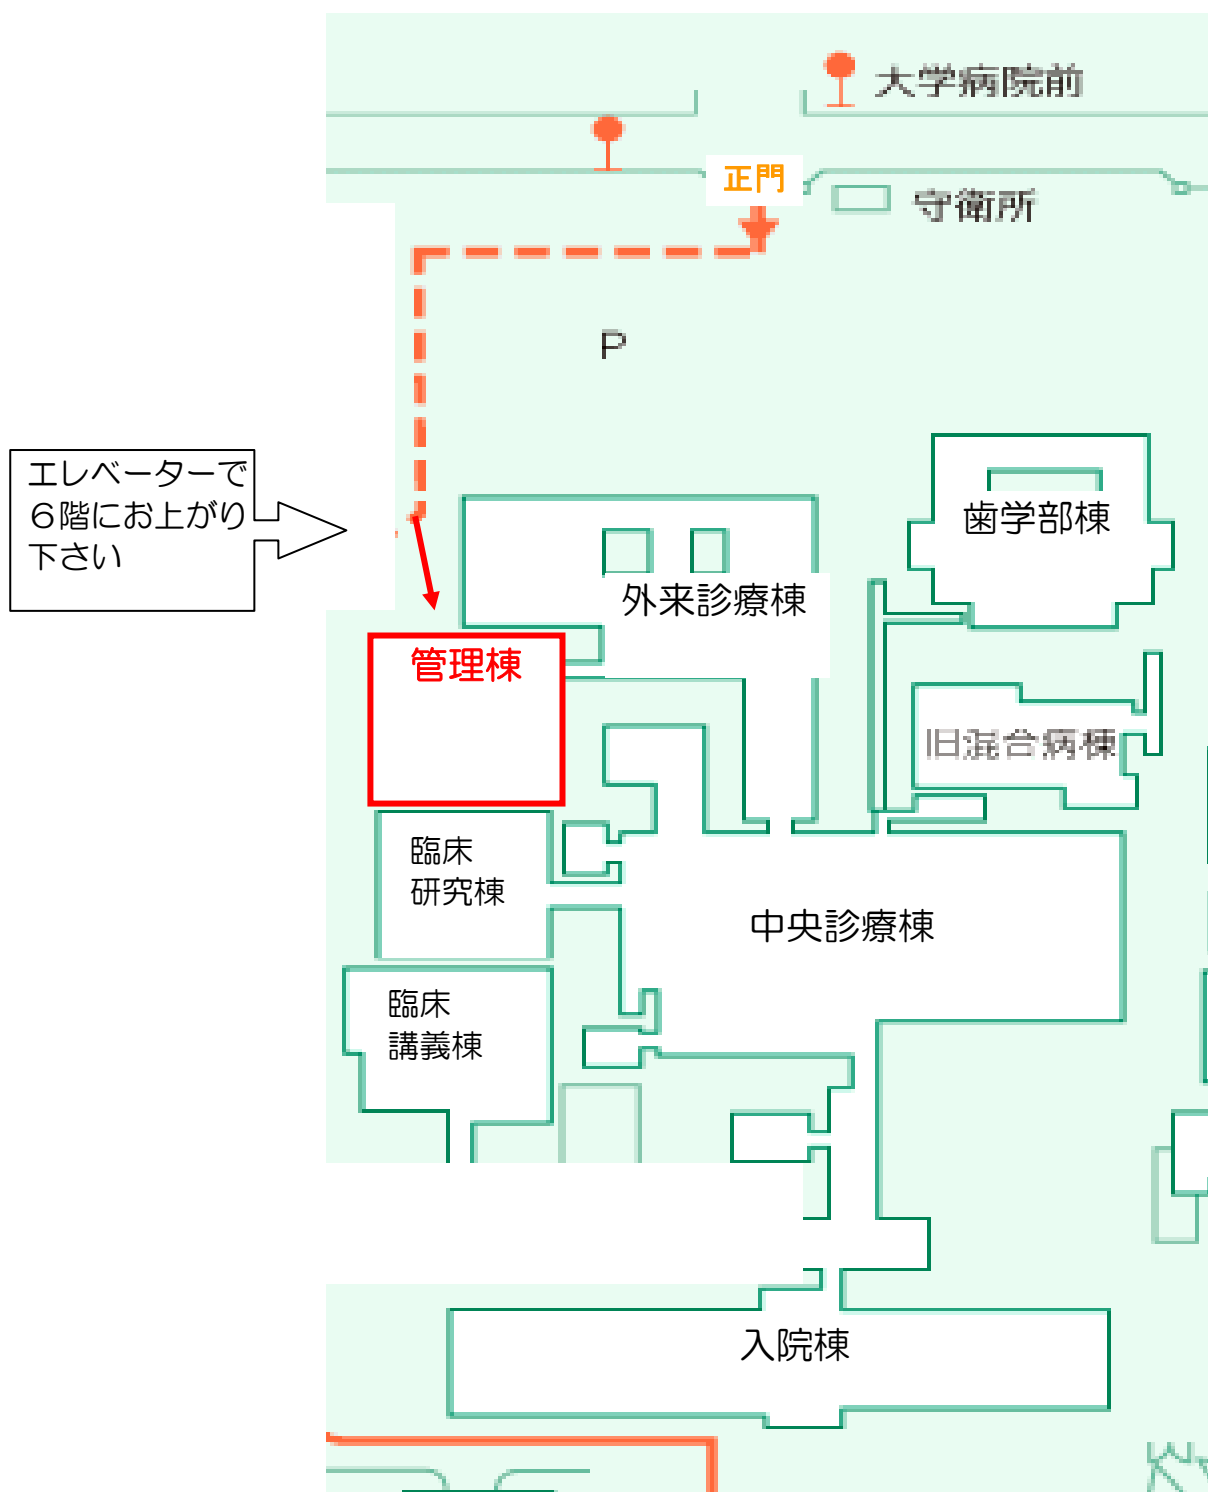 大学病院前
正門
守衛所
P
エレベーターで
６階にお上がり
下さい
歯学部棟
外来診療棟
管理棟
旧混合病棟
臨床
研究棟
中央診療棟
臨床
講義棟
入院棟